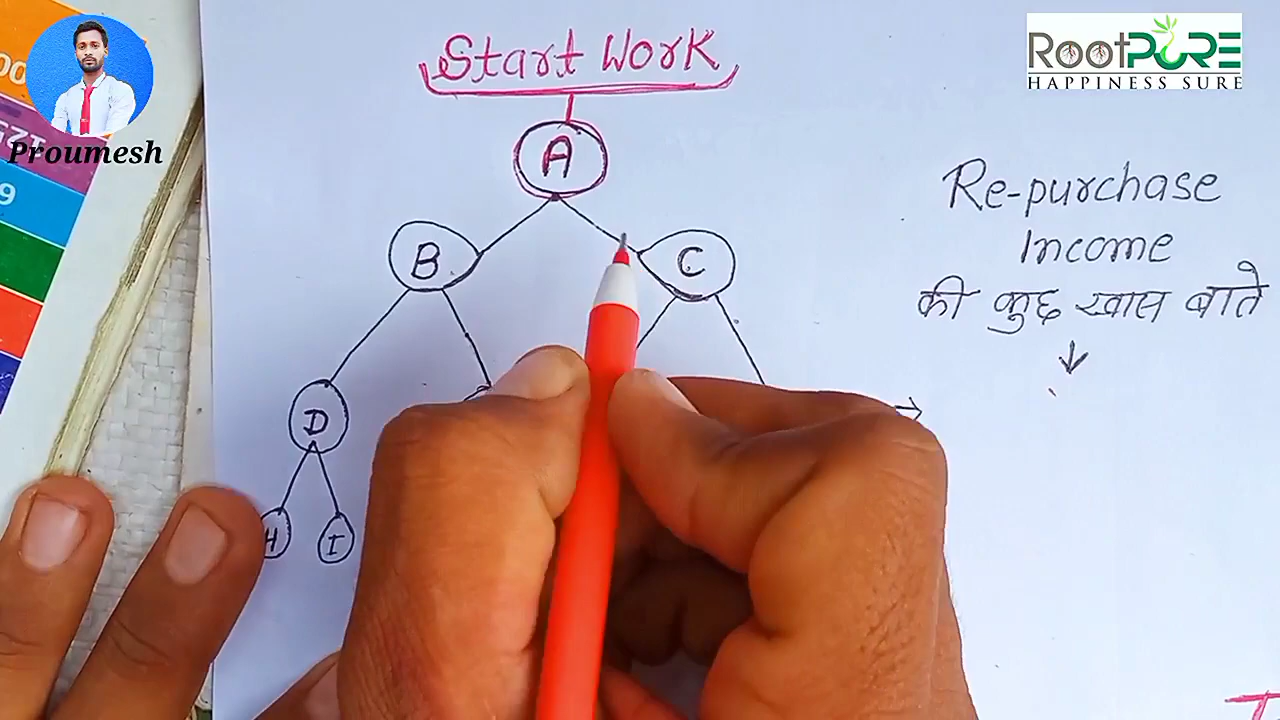 Start Work
A
B
C
D
H
I
Re-purchase
Income
की कुछ खास बाते
RootPURE
HAPPINESS SURE
Proumesh